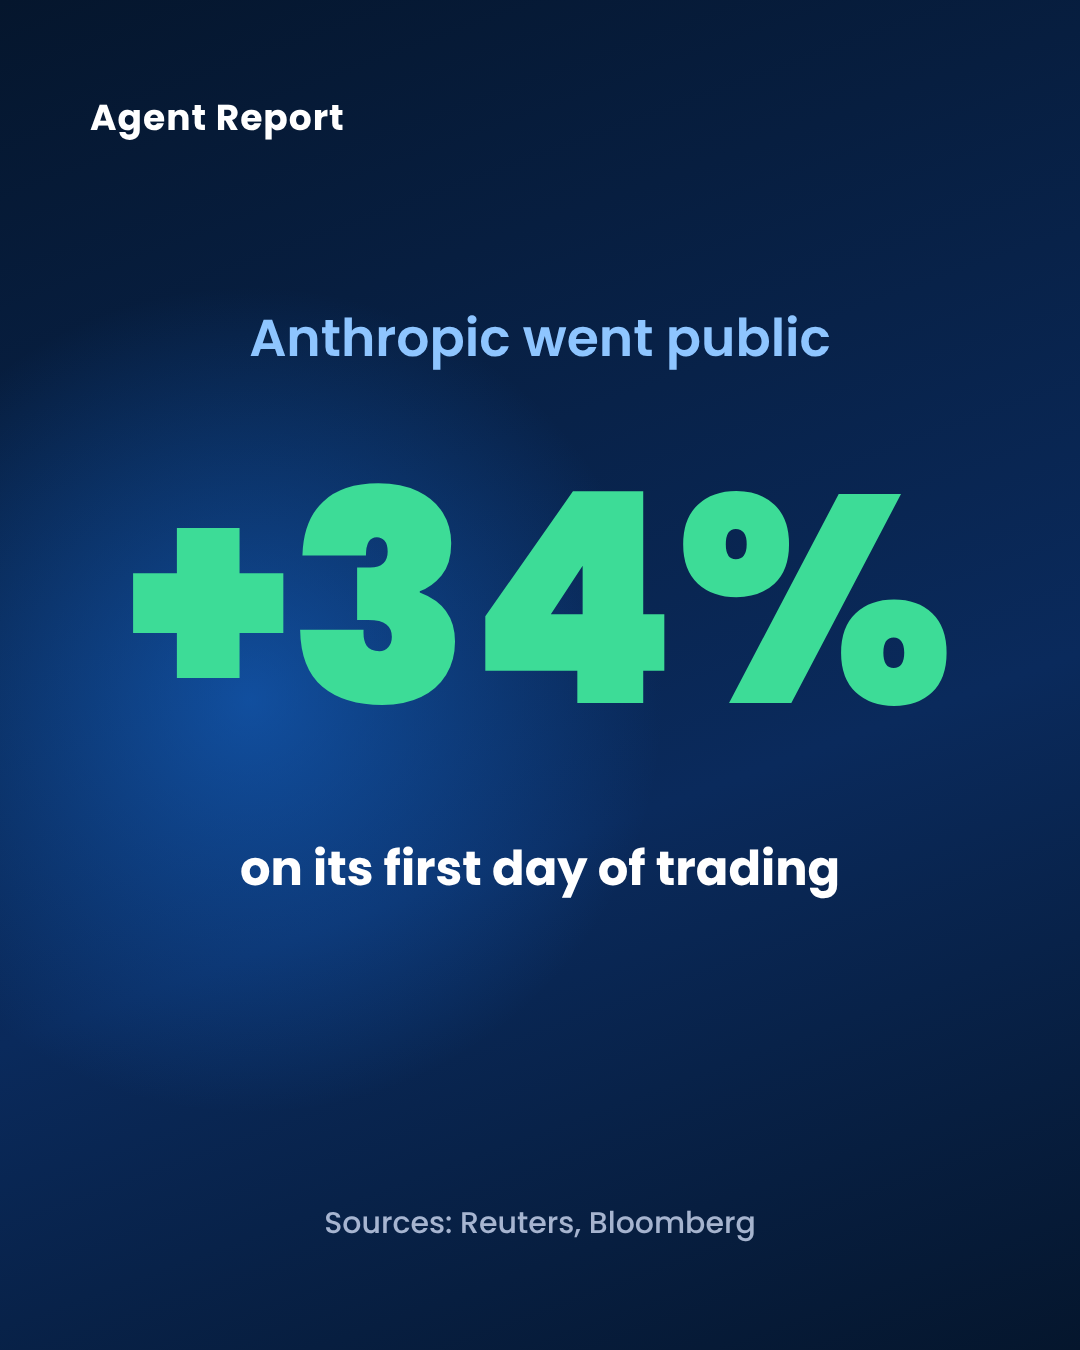 Agent Report
Anthropic went public
+34%
on its first day of trading
Sources: Reuters, Bloomberg